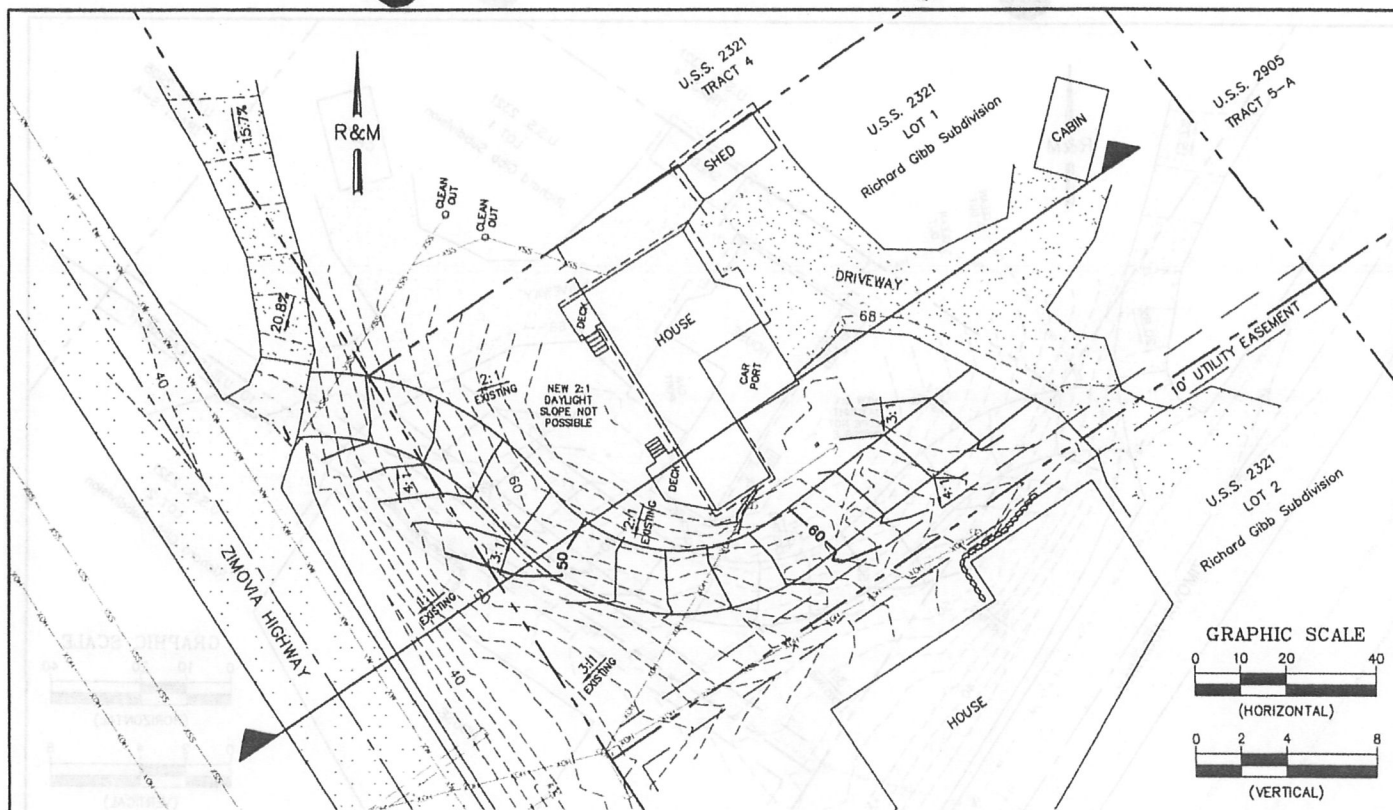 U.S.S. 2321
TRACT 4
U.S.S. 2321
LOT 1
Richard Gibb Subdivision
U.S.S. 2905
TRACT 5-A
15.7%
R&M
CABIN
SHED
CLEAN
OUT
CLEAN
OUT
DRIVEWAY
20.8%
DECK
HOUSE
68
10' UTILITY EASEMENT
40
2:1
EXISTING
NEW 2:1
DAYLIGHT
SLOPE NOT
POSSIBLE
CAR
PORT
3:1
4:1
60
DECK
4:1
U.S.S. 2321
LOT 2
Richard Gibb Subdivision
2:1
EXISTING
60
3:1
50
ZIMOVIA HIGHWAY
1:1
EXISTING
40
3:1
EXISTING
HOUSE
GRAPHIC SCALE
0 10 20 40
(HORIZONTAL)
0 2 4 8
(VERTICAL)